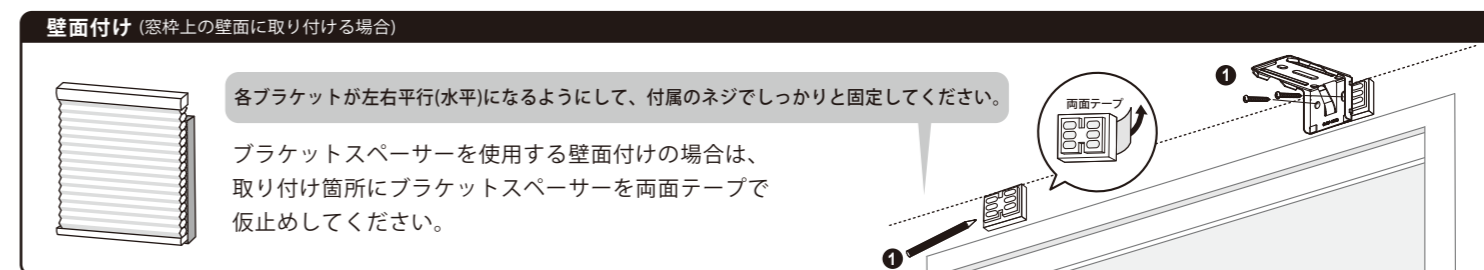 壁面付け (窓枠上の壁面に取り付ける場合)
各ブラケットが左右平行(水平)になるようにして、付属のネジでしっかりと固定してください。
ブラケットスペーサーを使用する壁面付けの場合は、
取り付け箇所にブラケットスペーサーを両面テープで
仮止めしてください。
両面テープ
❶
❶